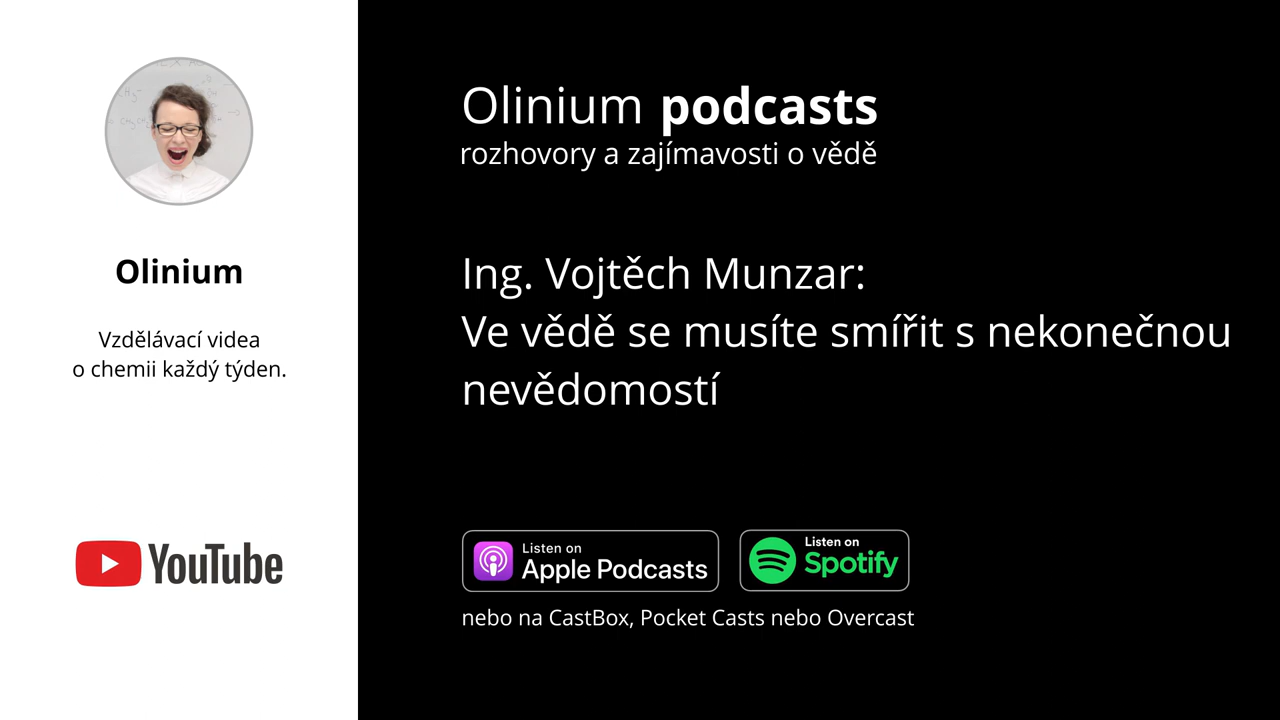 Olinium
Vzdělávací videa
o chemii každý týden.
YouTube
Olinium podcasts
rozhovory a zajímavosti o vědě
Ing. Vojtěch Munzar:
Ve vědě se musíte smířit s nekonečnou
nevědomostí
Listen on
Apple Podcasts
Listen on
Spotify
nebo na CastBox, Pocket Casts nebo Overcast